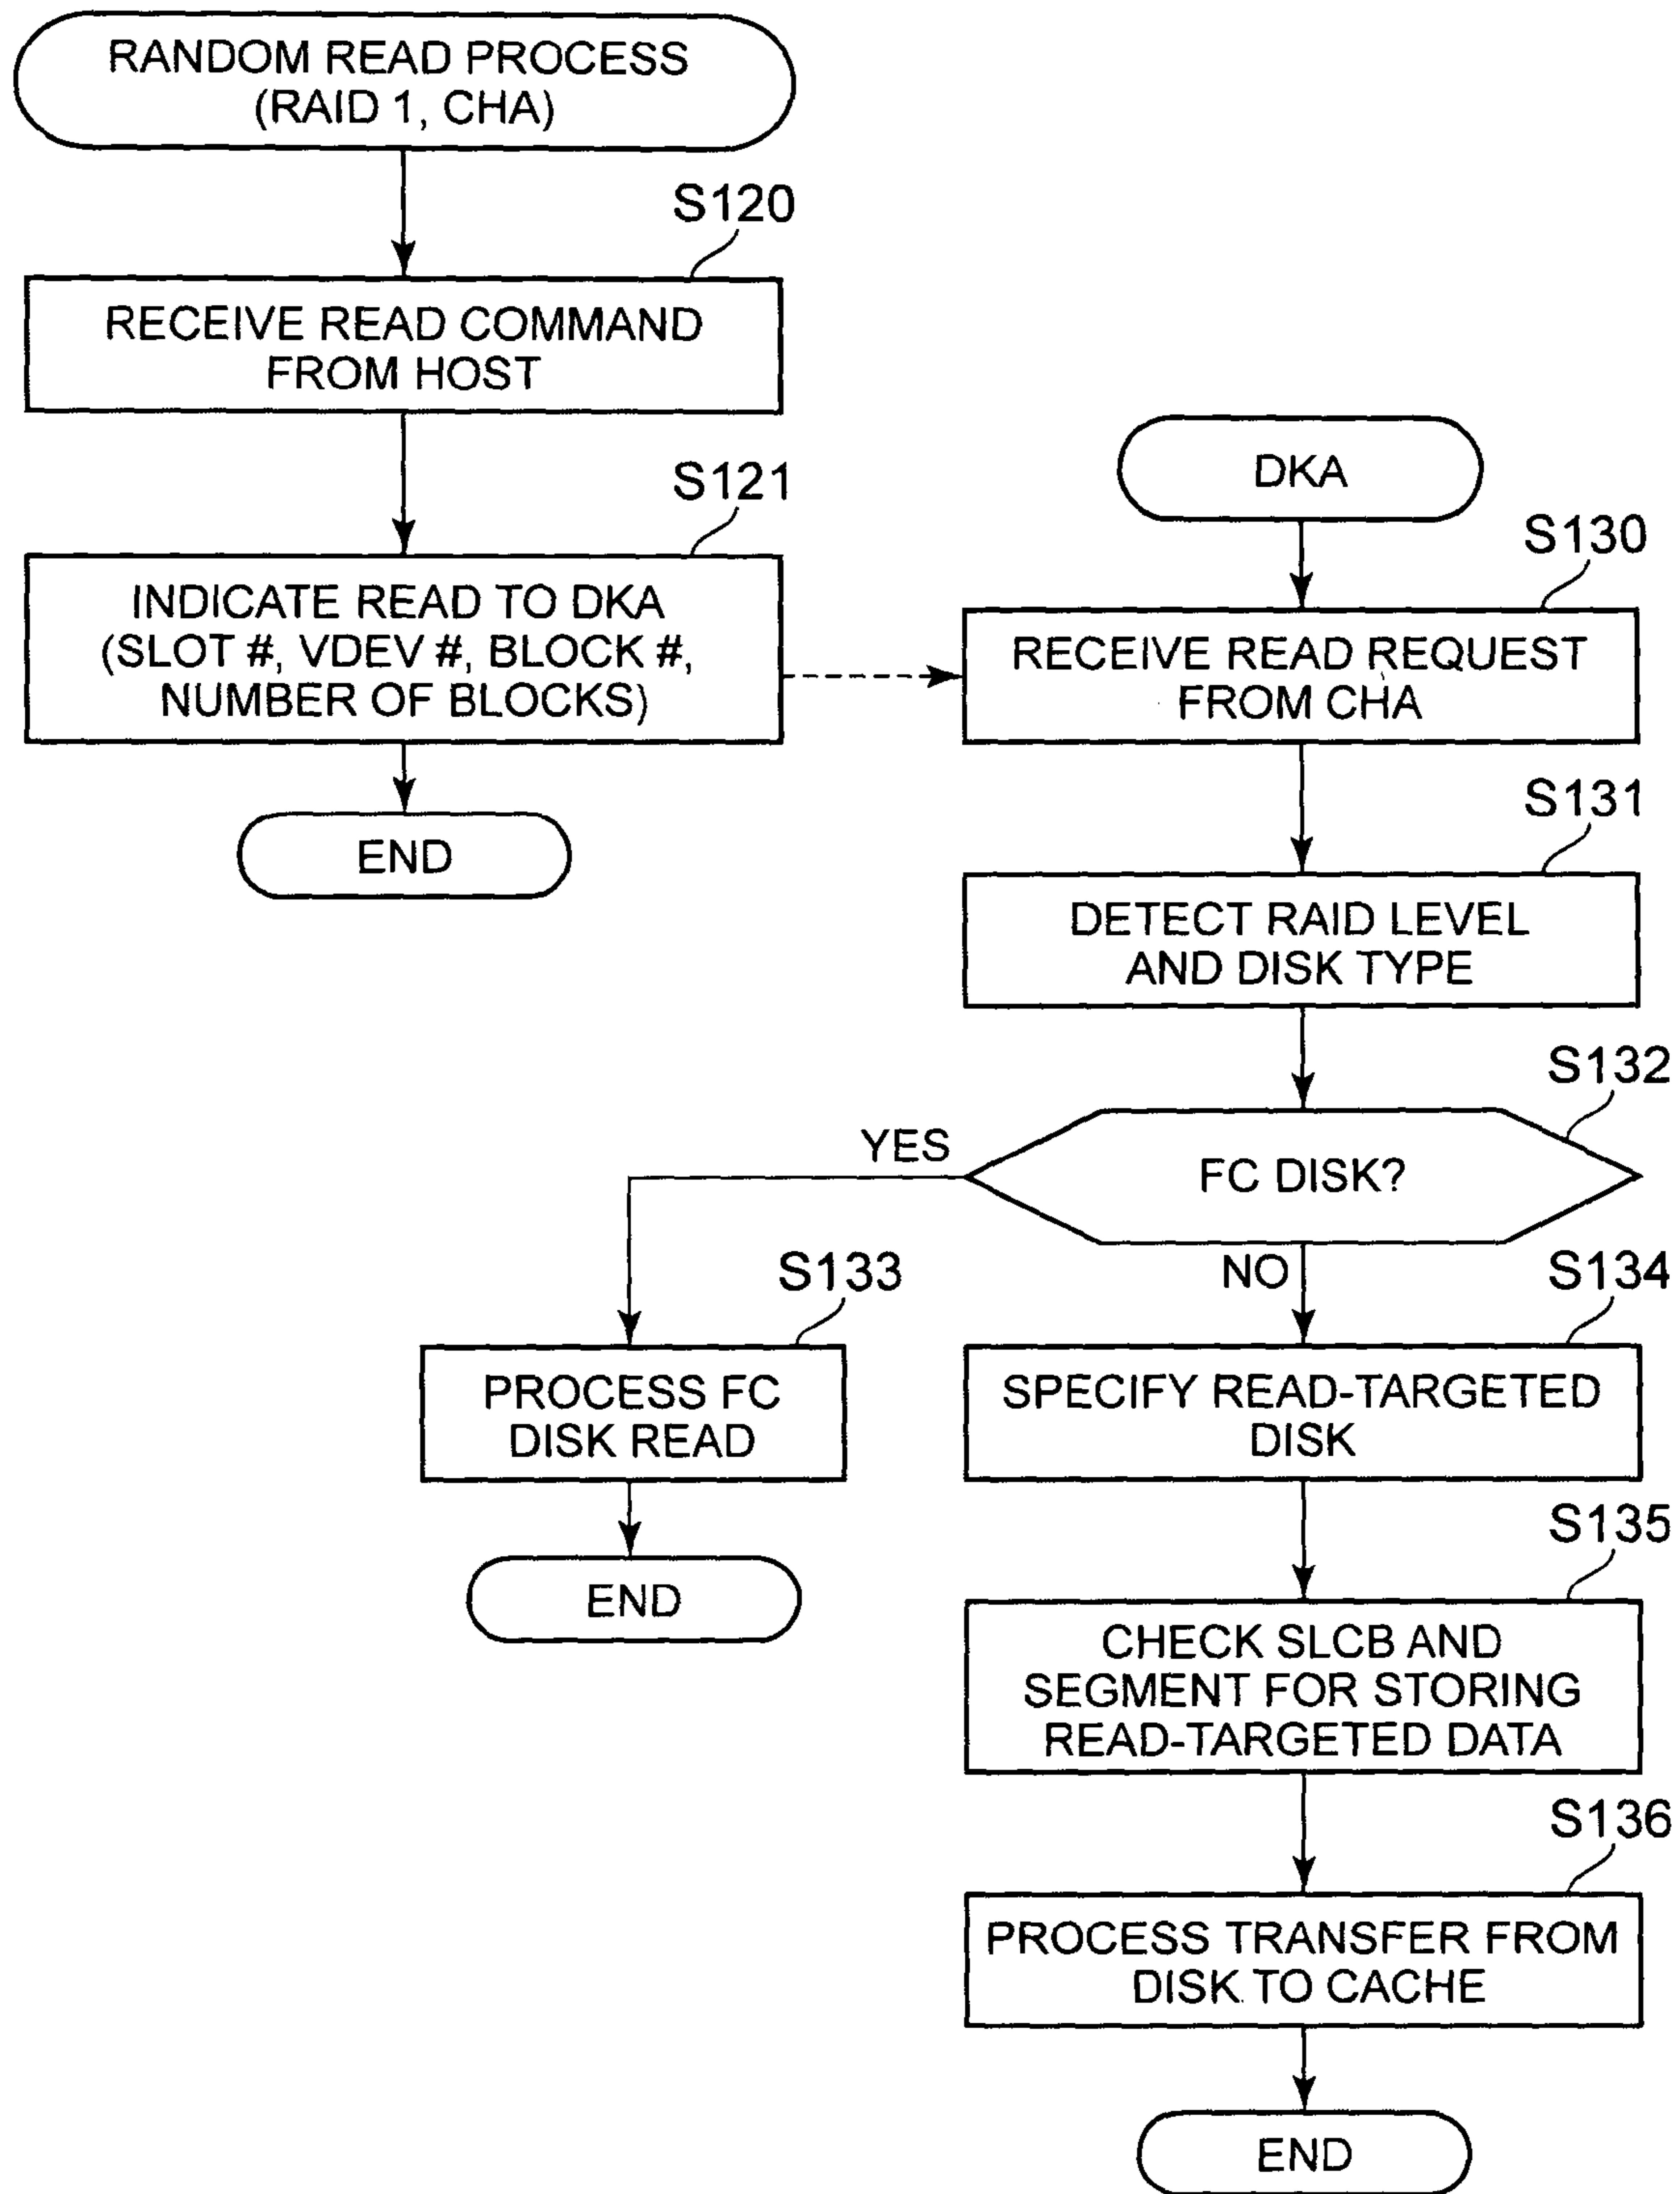 RANDOM READ PROCESS
(RAID 1, CHA)
S120
RECEIVE READ COMMAND
FROM HOST
S121
INDICATE READ TO DKA
(SLOT #, VDEV #, BLOCK #,
NUMBER OF BLOCKS)
END
DKA
S130
RECEIVE READ REQUEST
FROM CHA
S131
DETECT RAID LEVEL
AND DISK TYPE
S132
FC DISK?
YES
NO
S133
PROCESS FC
DISK READ
END
S134
SPECIFY READ-TARGETED
DISK
S135
CHECK SLCB AND
SEGMENT FOR STORING
READ-TARGETED DATA
S136
PROCESS TRANSFER FROM
DISK TO CACHE
END